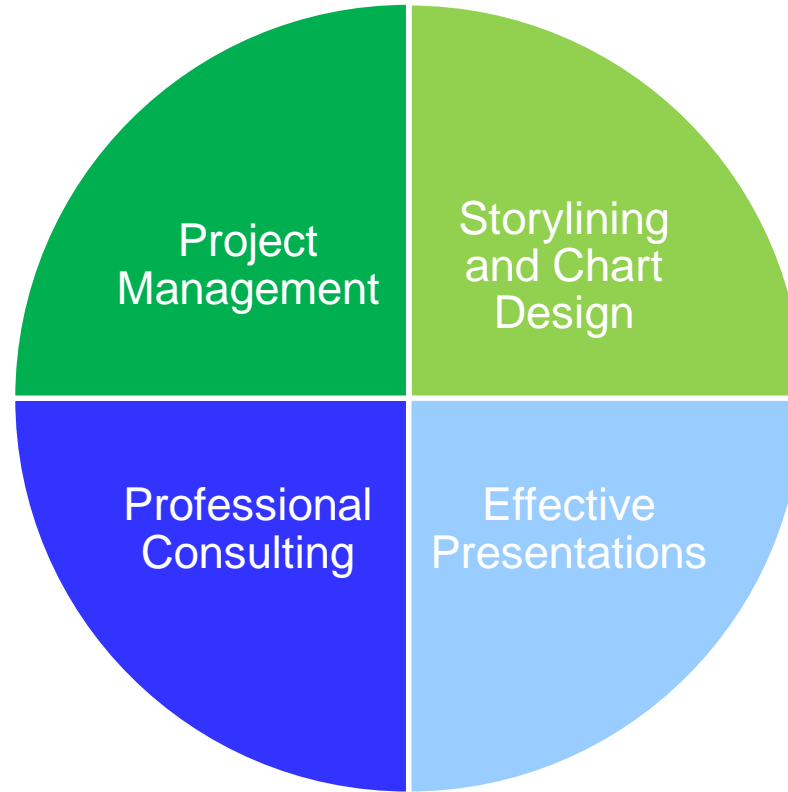 Project
Management
Storylining
and Chart
Design
Professional
Consulting
Effective
Presentations